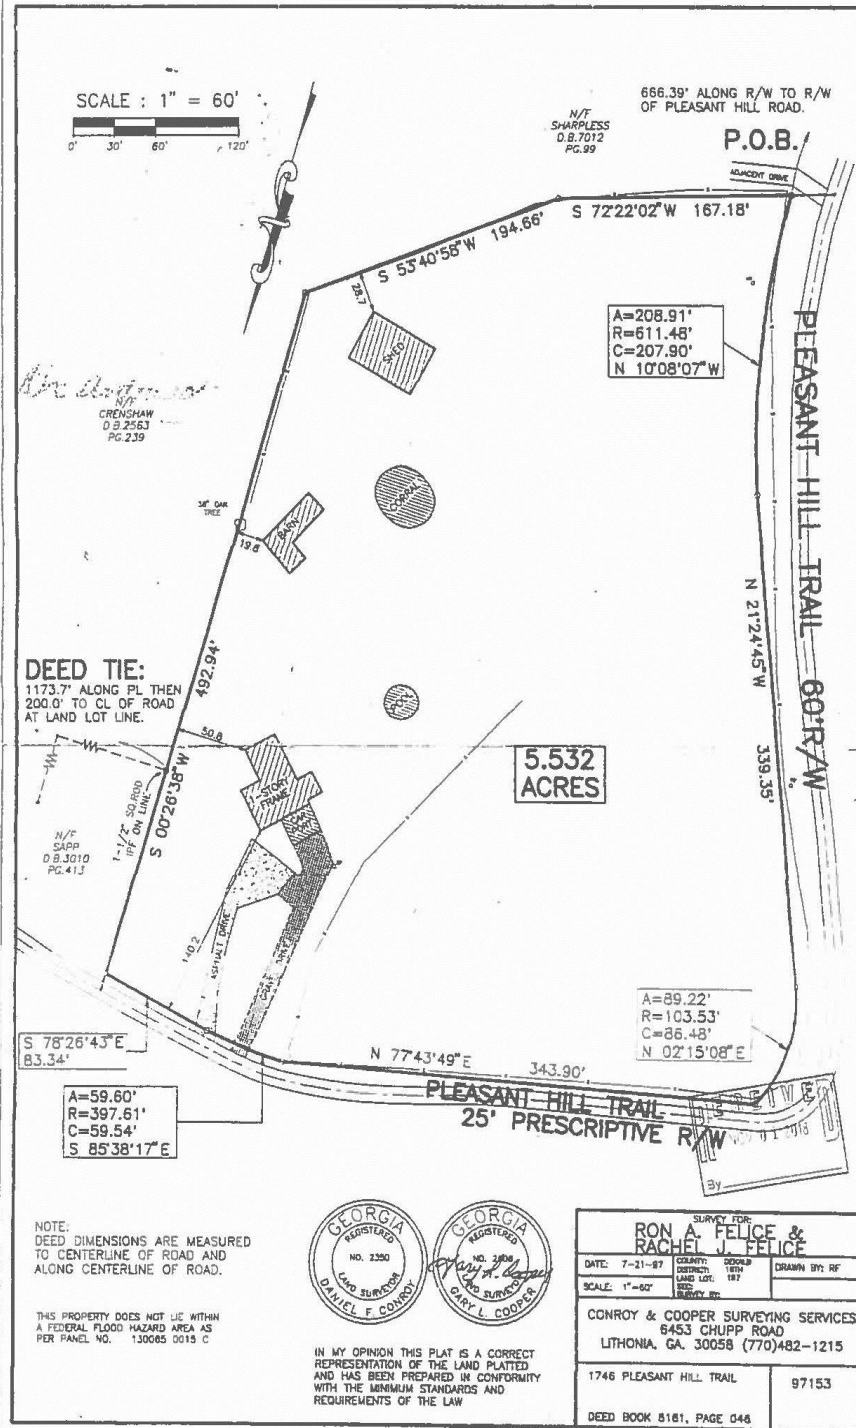 SCALE : 1" = 60'
0' 30' 60' 120'
666.39' ALONG R/W TO R/W
OF PLEASANT HILL ROAD.
P.O.B.
ADJACENT DRIVE
N/F
SHARPLESS
D.B.7012
PG.99
S 72°22'02"W 167.18'
S 53°40'58"W 194.66'
28.7
SHED
A=208.91'
R=611.48'
C=207.90'
N 10°08'07"W
PLEASANT HILL TRAIL 60'R/W
N/F
CRENSHAW
D.B.2563
PG.239
38" OAK
TREE
BARN
19.6
CORRAL
N 21°24'45"W 339.35'
DEED TIE:
1173.7' ALONG PL THEN
200.0' TO CL OF ROAD
AT LAND LOT LINE.
S 00°26'38"W 492.94'
POOL
50.8
5.532
ACRES
1-STORY
FRAME
CAR
PORT
1-1/2" SQ.ROD
IPF ON LINE
N/F
SAPP
D.B.3010
PG.413
140.2
ASPHALT DRIVE
GRAVEL DRIVE
S 78°26'43"E
83.34'
A=89.22'
R=103.53'
C=86.48'
N 02°15'08"E
N 77°43'49"E 343.90'
A=59.60'
R=397.61'
C=59.54'
S 85°38'17"E
PLEASANT HILL TRAIL
25' PRESCRIPTIVE R/W
RECEIVED
NOV 01 2018
By
NOTE:
DEED DIMENSIONS ARE MEASURED
TO CENTERLINE OF ROAD AND
ALONG CENTERLINE OF ROAD.
THIS PROPERTY DOES NOT LIE WITHIN
A FEDERAL FLOOD HAZARD AREA AS
PER PANEL NO. 130065 0015 C
GEORGIA
REGISTERED
NO. 2350
LAND SURVEYOR
DANIEL F. CONROY
GEORGIA
REGISTERED
LAND SURVEYOR
GARY L. COOPER
Gary L. Cooper
IN MY OPINION THIS PLAT IS A CORRECT
REPRESENTATION OF THE LAND PLATTED
AND HAS BEEN PREPARED IN CONFORMITY
WITH THE MINIMUM STANDARDS AND
REQUIREMENTS OF THE LAW
SURVEY FOR:
RON A. FELICE &
RACHEL J. FELICE
DATE: 7-21-97
COUNTY: DEKALB
DISTRICT: 16TH
LAND LOT: 187
DRAWN BY: RF
SCALE: 1"=60'
CONROY & COOPER SURVEYING SERVICES
6453 CHUPP ROAD
LITHONIA, GA. 30058 (770)482-1215
1746 PLEASANT HILL TRAIL
97153
DEED BOOK 5161, PAGE 046